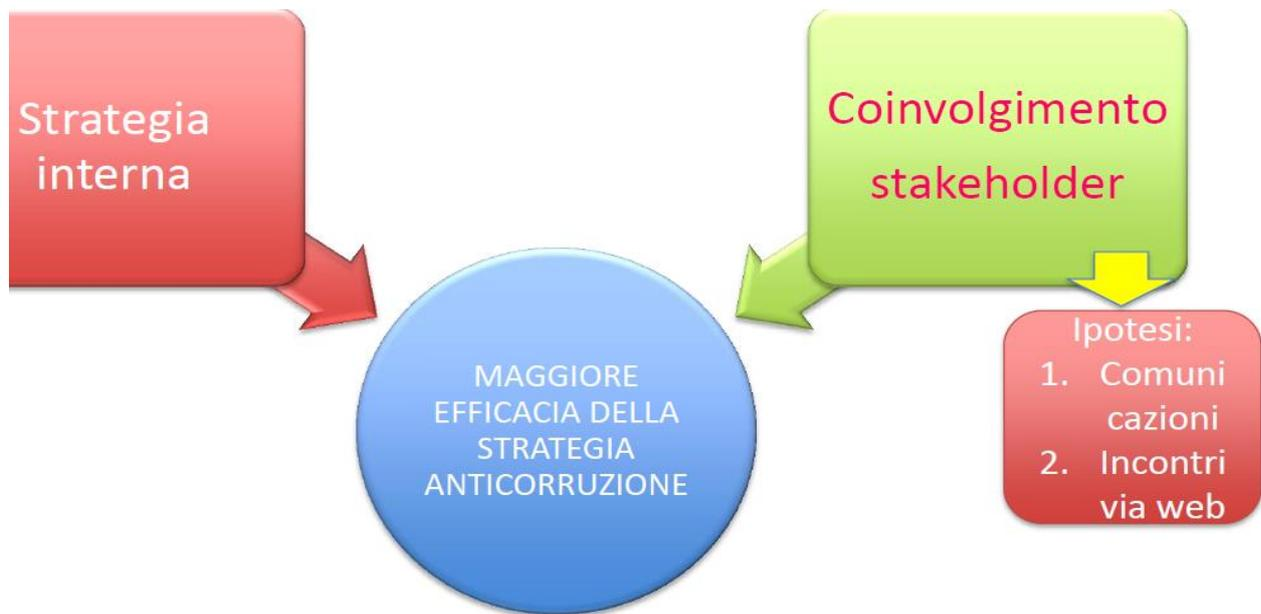 Strategia
interna
Coinvolgimento
stakeholder
MAGGIORE
EFFICACIA DELLA
STRATEGIA
ANTICORRUZIONE
Ipotesi:
1. Comuni
cazioni
2. Incontri
via web